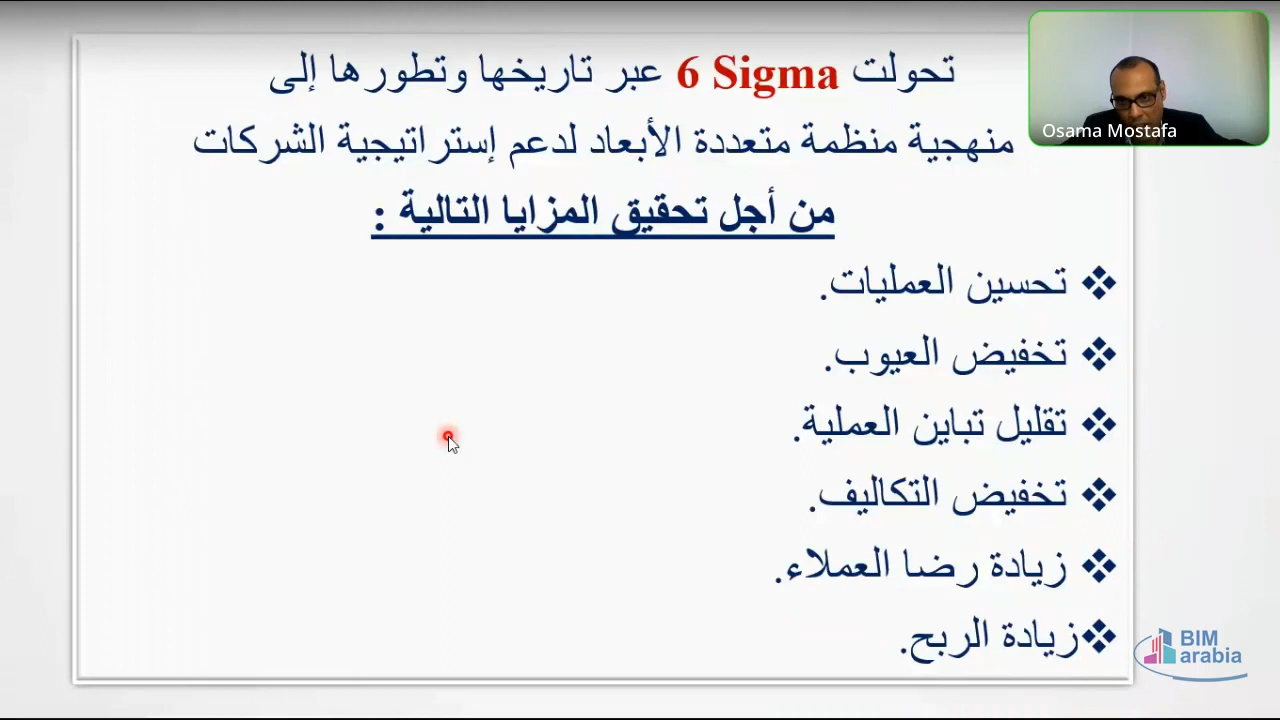 تحولت 6 Sigma عبر تاريخها وتطورها إلى
منهجية منظمة متعددة الأبعاد لدعم إستراتيجية الشركات
من أجل تحقيق المزايا التالية :
❖ تحسين العمليات.
❖ تخفيض العيوب.
❖ تقليل تباين العملية.
❖ تخفيض التكاليف.
❖ زيادة رضا العملاء.
❖زيادة الربح.
Osama Mostafa
BIM
arabia